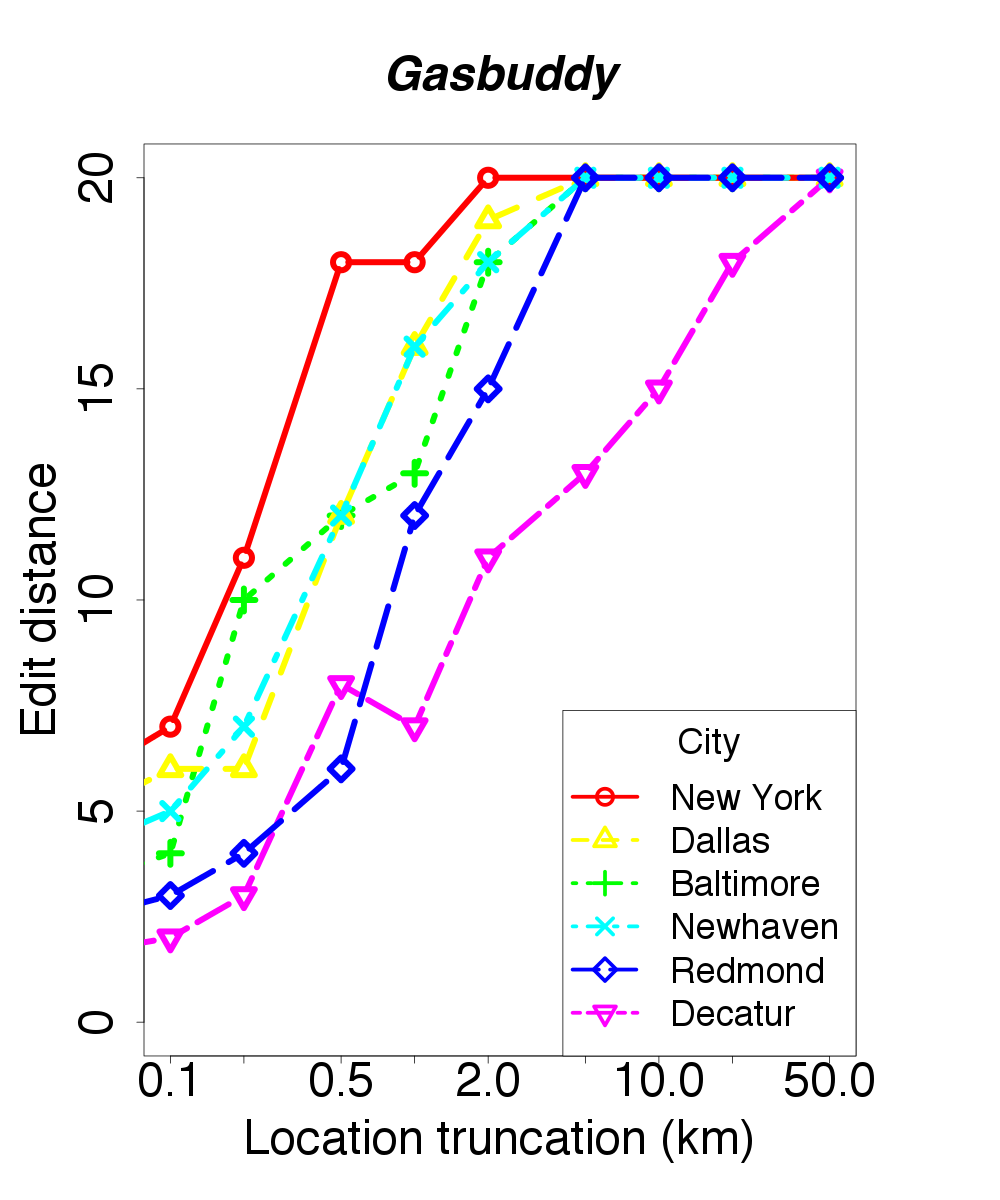 Gasbuddy
Edit distance
20
15
10
5
0
City
New York
Dallas
Baltimore
Newhaven
Redmond
Decatur
0.1 0.5 2.0 10.0 50.0
Location truncation (km)